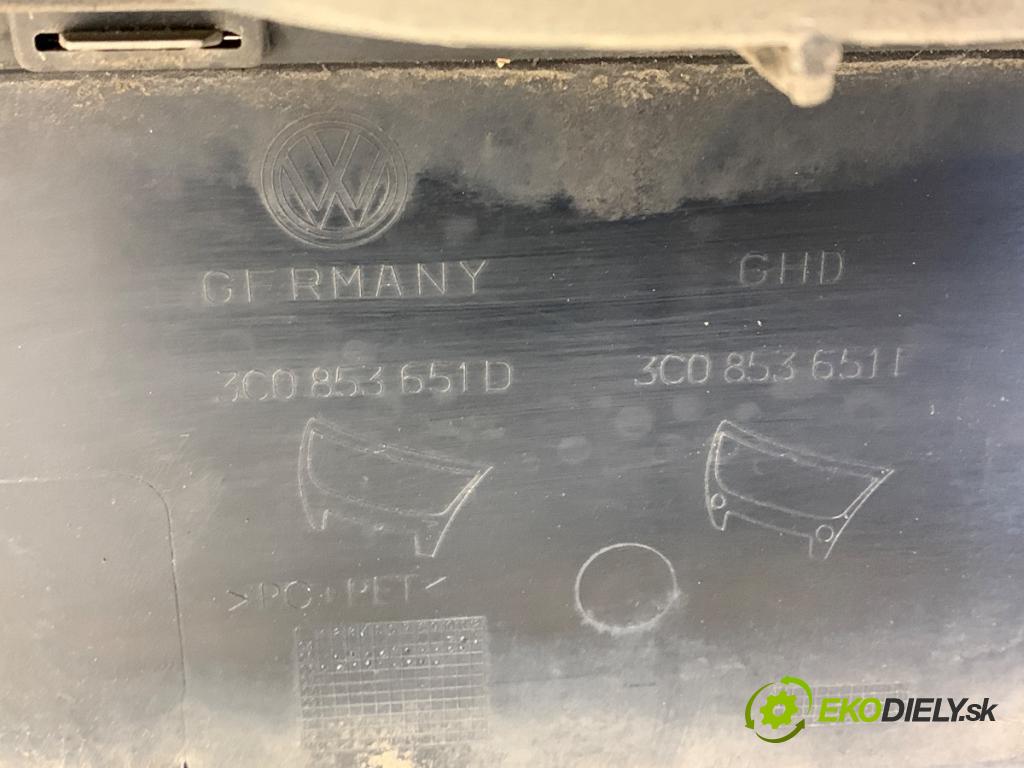 GERMANY GHD
3C0 853 651 D 3C0 853 651
>PC+PET<
EKODIELY.sk